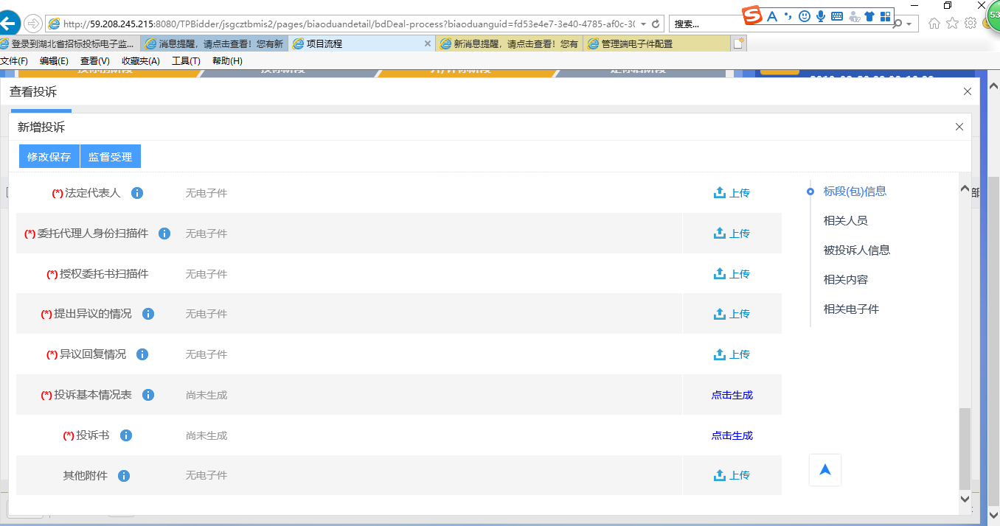 53
http://59.208.245.215:8080/TPBidder/jsgcztbmis2/pages/biaoduandetail/bdDeal-process?biaoduanguid=fd53e4e7-3e40-4785-af0c-30
搜索...
登录到湖北省招标投标电子监...
消息提醒，请点击查看！您有新
项目流程
新消息提醒，请点击查看！您有
管理端电子件配置
文件(F) 编辑(E) 查看(V) 收藏夹(A) 工具(T) 帮助(H)
查看投诉
新增投诉
修改保存 监督受理
(*)法定代表人 无电子件 上传
(*)委托代理人身份扫描件 无电子件 上传
(*)授权委托书扫描件 无电子件 上传
(*)提出异议的情况 无电子件 上传
(*)异议回复情况 无电子件 上传
(*)投诉基本情况表 尚未生成 点击生成
(*)投诉书 尚未生成 点击生成
其他附件 无电子件 上传
标段(包)信息
相关人员
被投诉人信息
相关内容
相关电子件
部